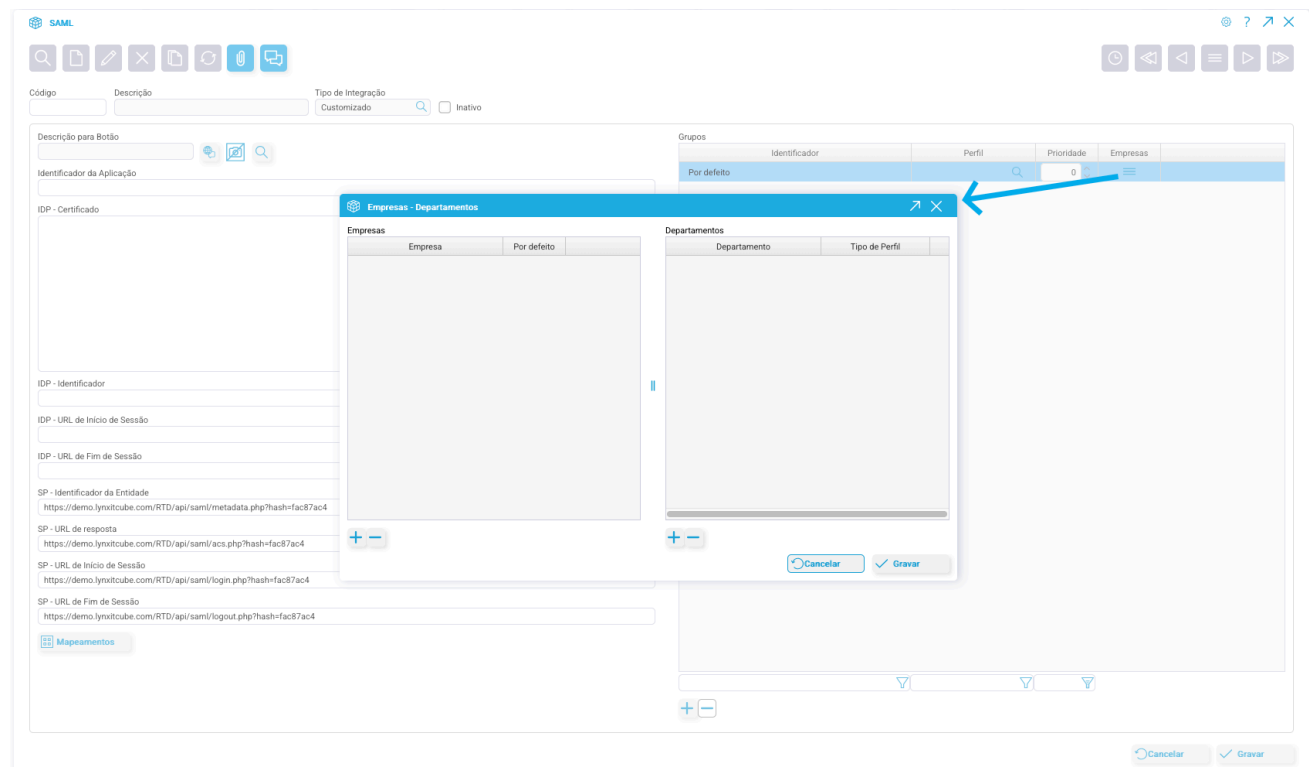 SAML
?
Código Descrição Tipo de Integração
Customizado Inativo
Descrição para Botão
Identificador da Aplicação
IDP - Certificado
IDP - Identificador
IDP - URL de Início de Sessão
IDP - URL de Fim de Sessão
SP - Identificador da Entidade
https://demo.lynxitcube.com/RTD/api/saml/metadata.php?hash=fac87ac4
SP - URL de resposta
https://demo.lynxitcube.com/RTD/api/saml/acs.php?hash=fac87ac4
SP - URL de Início de Sessão
https://demo.lynxitcube.com/RTD/api/saml/login.php?hash=fac87ac4
SP - URL de Fim de Sessão
https://demo.lynxitcube.com/RTD/api/saml/logout.php?hash=fac87ac4
Mapeamentos
Grupos
Identificador Perfil Prioridade Empresas
Por defeito 0
Empresas - Departamentos
Empresas
Empresa Por defeito
Departamentos
Departamento Tipo de Perfil
Cancelar Gravar
Cancelar Gravar